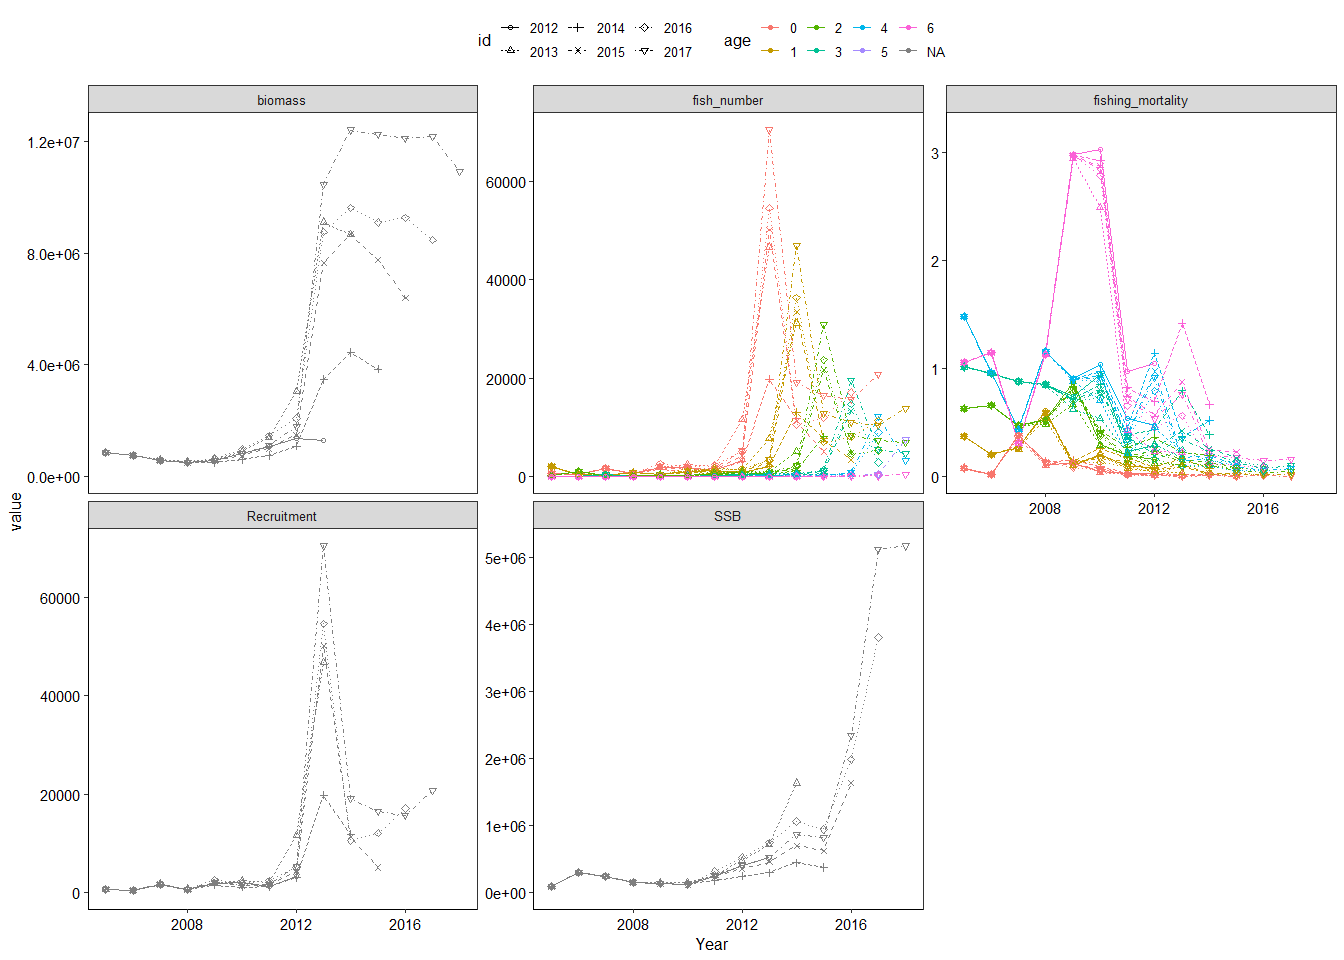 id 2012 2014 2016 age 0 2 4 6
2013 2015 2017 1 3 5 NA
biomass fish_number fishing_mortality
1.2e+07
8.0e+06
4.0e+06
0.0e+00
60000
40000
20000
0
3
2
1
0
2008 2012 2016
value
Recruitment SSB
60000
40000
20000
0
5e+06
4e+06
3e+06
2e+06
1e+06
0e+00
2008 2012 2016 2008 2012 2016
Year